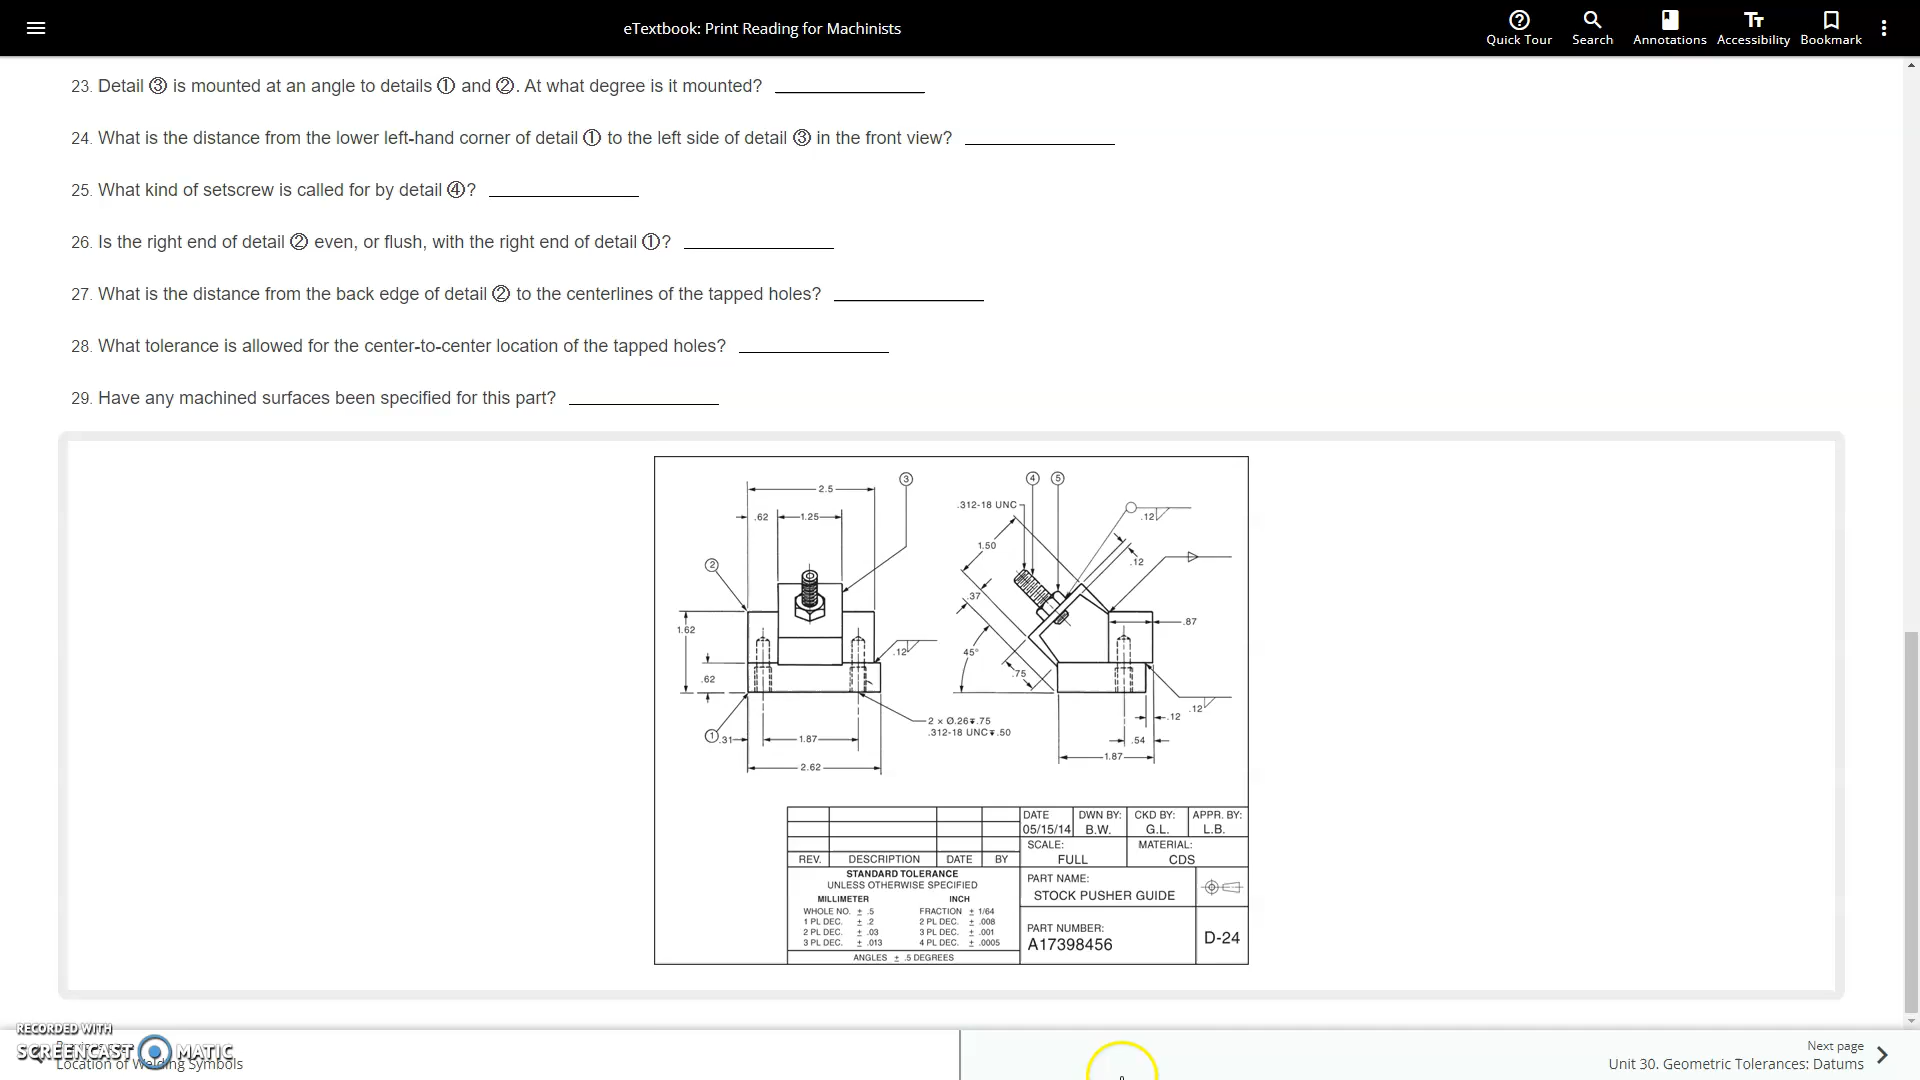 eTextbook: Print Reading for Machinists
Quick Tour
Search
Annotations
Accessibility
Bookmark
23. Detail ③ is mounted at an angle to details ① and ②. At what degree is it mounted?
24. What is the distance from the lower left-hand corner of detail ① to the left side of detail ③ in the front view?
25. What kind of setscrew is called for by detail ④?
26. Is the right end of detail ② even, or flush, with the right end of detail ①?
27. What is the distance from the back edge of detail ② to the centerlines of the tapped holes?
28. What tolerance is allowed for the center-to-center location of the tapped holes?
29. Have any machined surfaces been specified for this part?
2.5
③
.62
1.25
②
1.62
.62
.12
①
.31
1.87
2.62
2 x Ø.26↧.75
.312-18 UNC↧.50
④
⑤
.312-18 UNC
.12
1.50
.12
.37
.87
45°
.75
.12
.12
.54
1.87
REV.
DESCRIPTION
DATE
BY
DATE
05/15/14
DWN BY:
B.W.
CKD BY:
G.L.
APPR. BY:
L.B.
SCALE:
FULL
MATERIAL:
CDS
STANDARD TOLERANCE
UNLESS OTHERWISE SPECIFIED
MILLIMETER
WHOLE NO. ± .5
1 PL DEC. ± .2
2 PL DEC. ± .03
3 PL DEC. ± .013
INCH
FRACTION ± 1/64
2 PL DEC. ± .008
3 PL DEC. ± .001
4 PL DEC. ± .0005
ANGLES ± .5 DEGREES
PART NAME:
STOCK PUSHER GUIDE
PART NUMBER:
A17398456
D-24
RECORDED WITH
SCREENCAST MATIC
Location of Welding Symbols
Next page
Unit 30. Geometric Tolerances: Datums